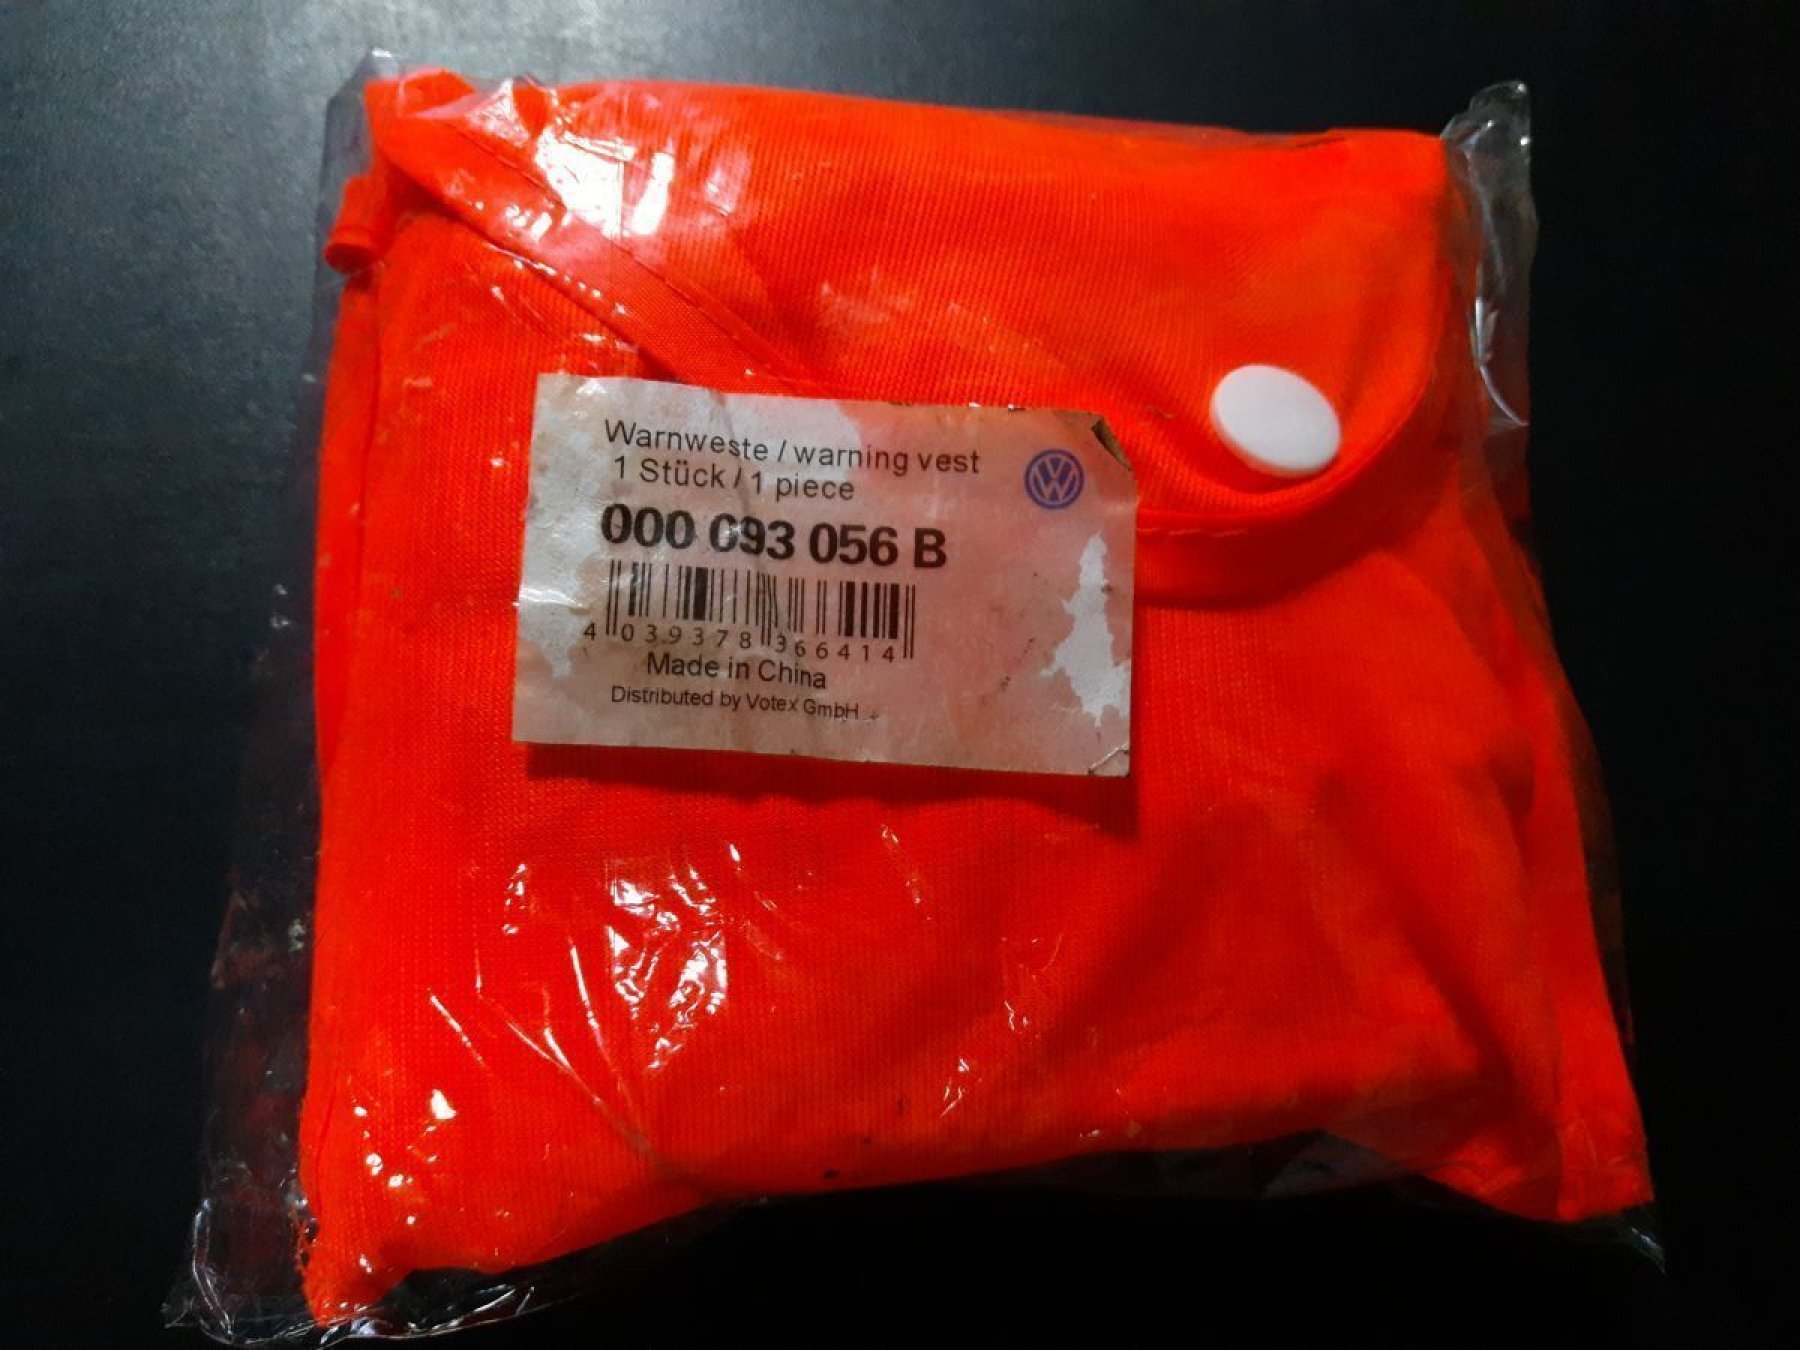 Warnweste / warning vest
1 Stück / 1 piece
VW
000 093 056 B
4 039378 366414
Made in China
Distributed by Votex GmbH